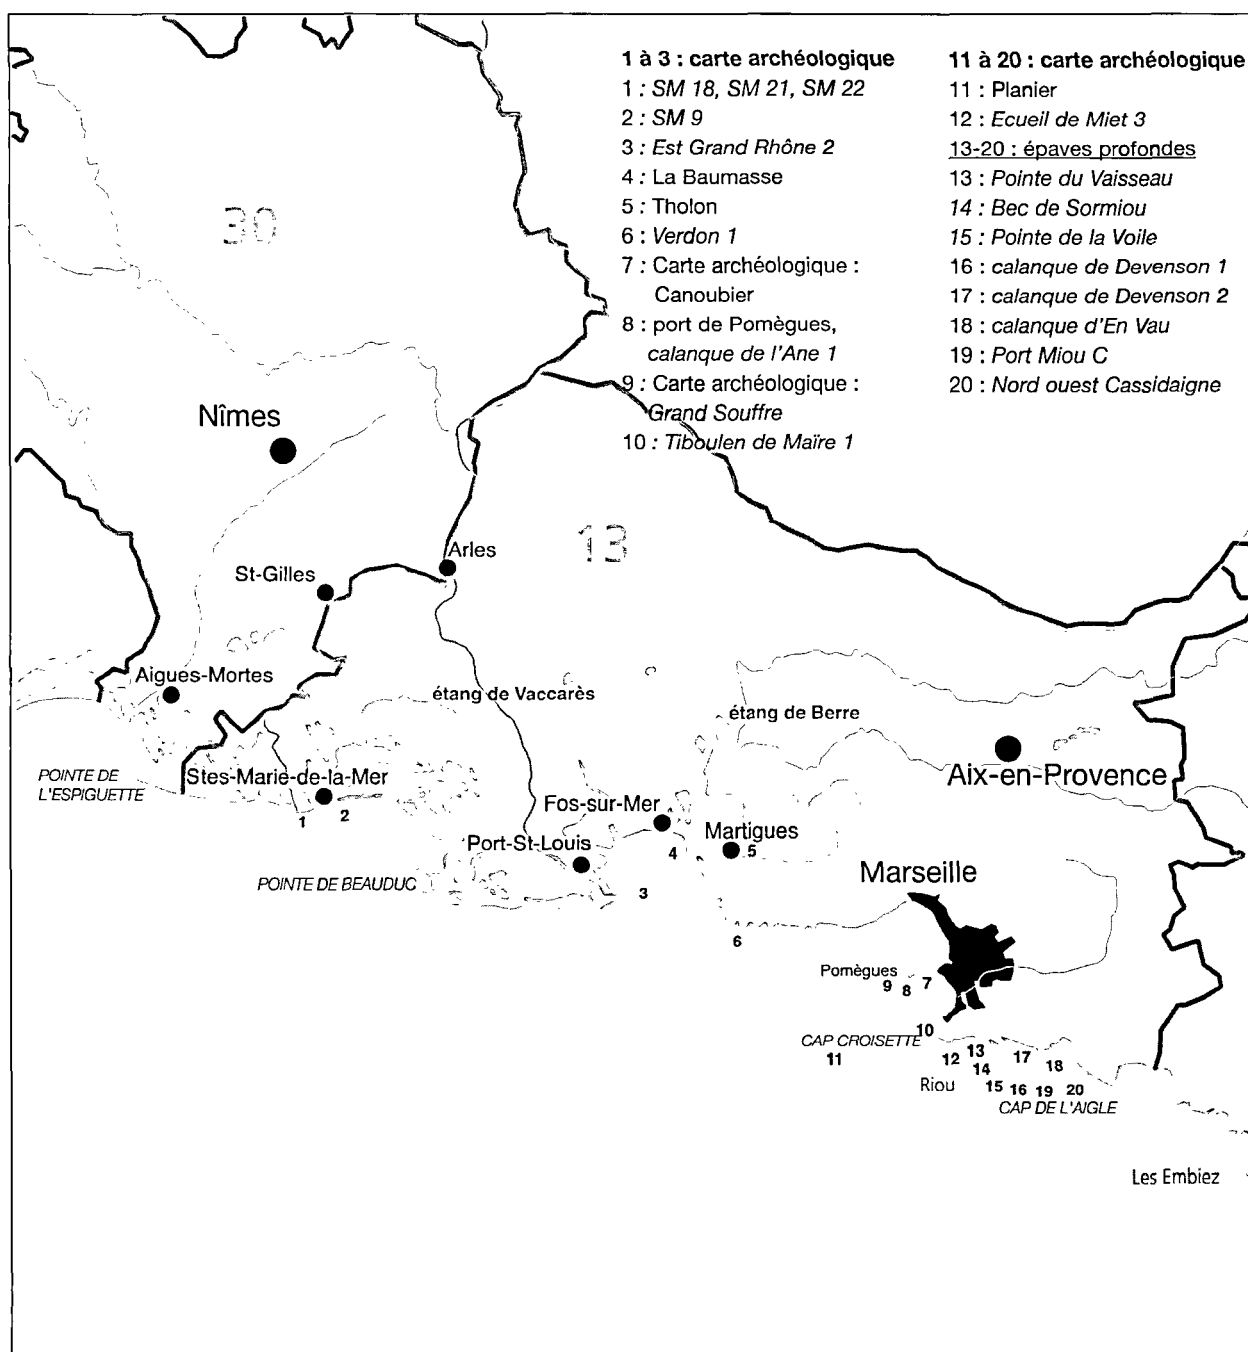 1 à 3 : carte archéologique
1 : SM 18, SM 21, SM 22
2 : SM 9
3 : Est Grand Rhône 2
4 : La Baumasse
5 : Tholon
6 : Verdon 1
7 : Carte archéologique :
Canoubier
8 : port de Pomègues,
calanque de l'Ane 1
9 : Carte archéologique :
Grand Souffre
10 : Tiboulen de Maïre 1
11 à 20 : carte archéologique
11 : Planier
12 : Ecueil de Miet 3
13-20 : épaves profondes
13 : Pointe du Vaisseau
14 : Bec de Sormiou
15 : Pointe de la Voile
16 : calanque de Devenson 1
17 : calanque de Devenson 2
18 : calanque d'En Vau
19 : Port Miou C
20 : Nord ouest Cassidaigne
30
Nîmes
13
Arles
St-Gilles
Aigues-Mortes
étang de Vaccarès
étang de Berre
Aix-en-Provence
POINTE DE
L'ESPIGUETTE
Stes-Marie-de-la-Mer
1
2
Fos-sur-Mer
4
Martigues
5
Port-St-Louis
3
POINTE DE BEAUDUC
Marseille
6
Pomègues
9
8
7
10
CAP CROISETTE
11
12
13
14
17
18
Riou
15
16
19
20
CAP DE L'AIGLE
Les Embiez